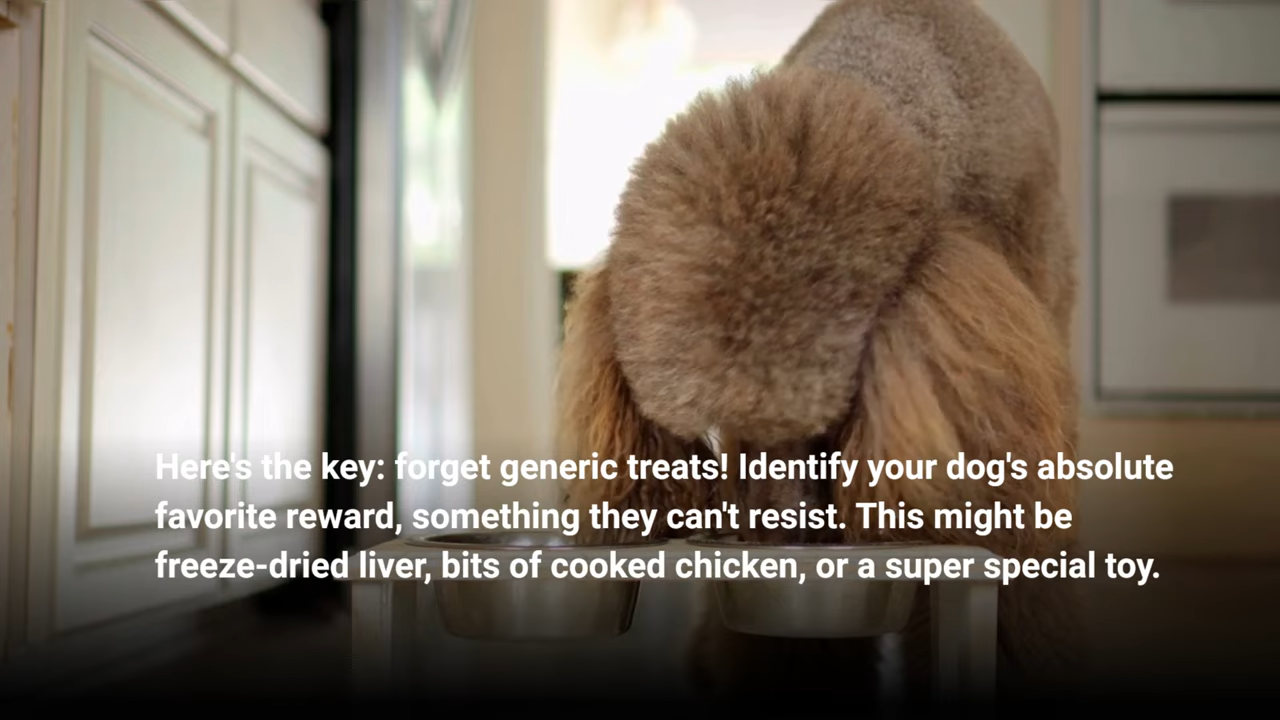 Here's the key: forget generic treats! Identify your dog's absolute
favorite reward, something they can't resist. This might be
freeze-dried liver, bits of cooked chicken, or a super special toy.